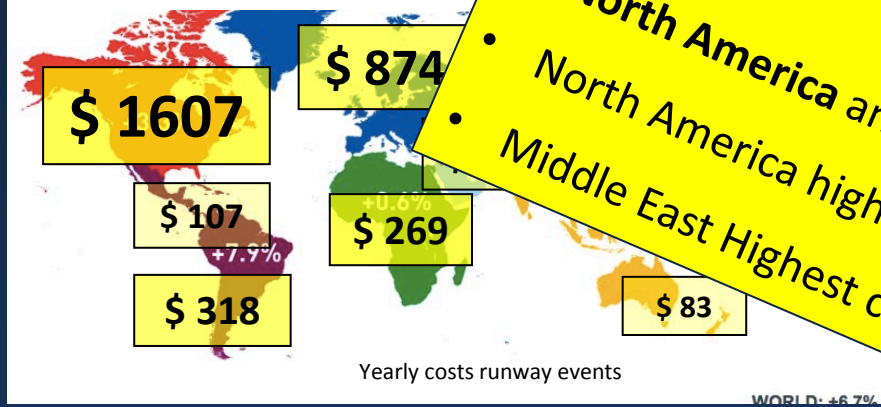 North America
North America high
Middle East Highest
$ 874
$ 1607
+0.6%
$ 107
$ 269
+7.9%
$ 318
$ 83
Yearly costs runway events
WORLD: +6.7%